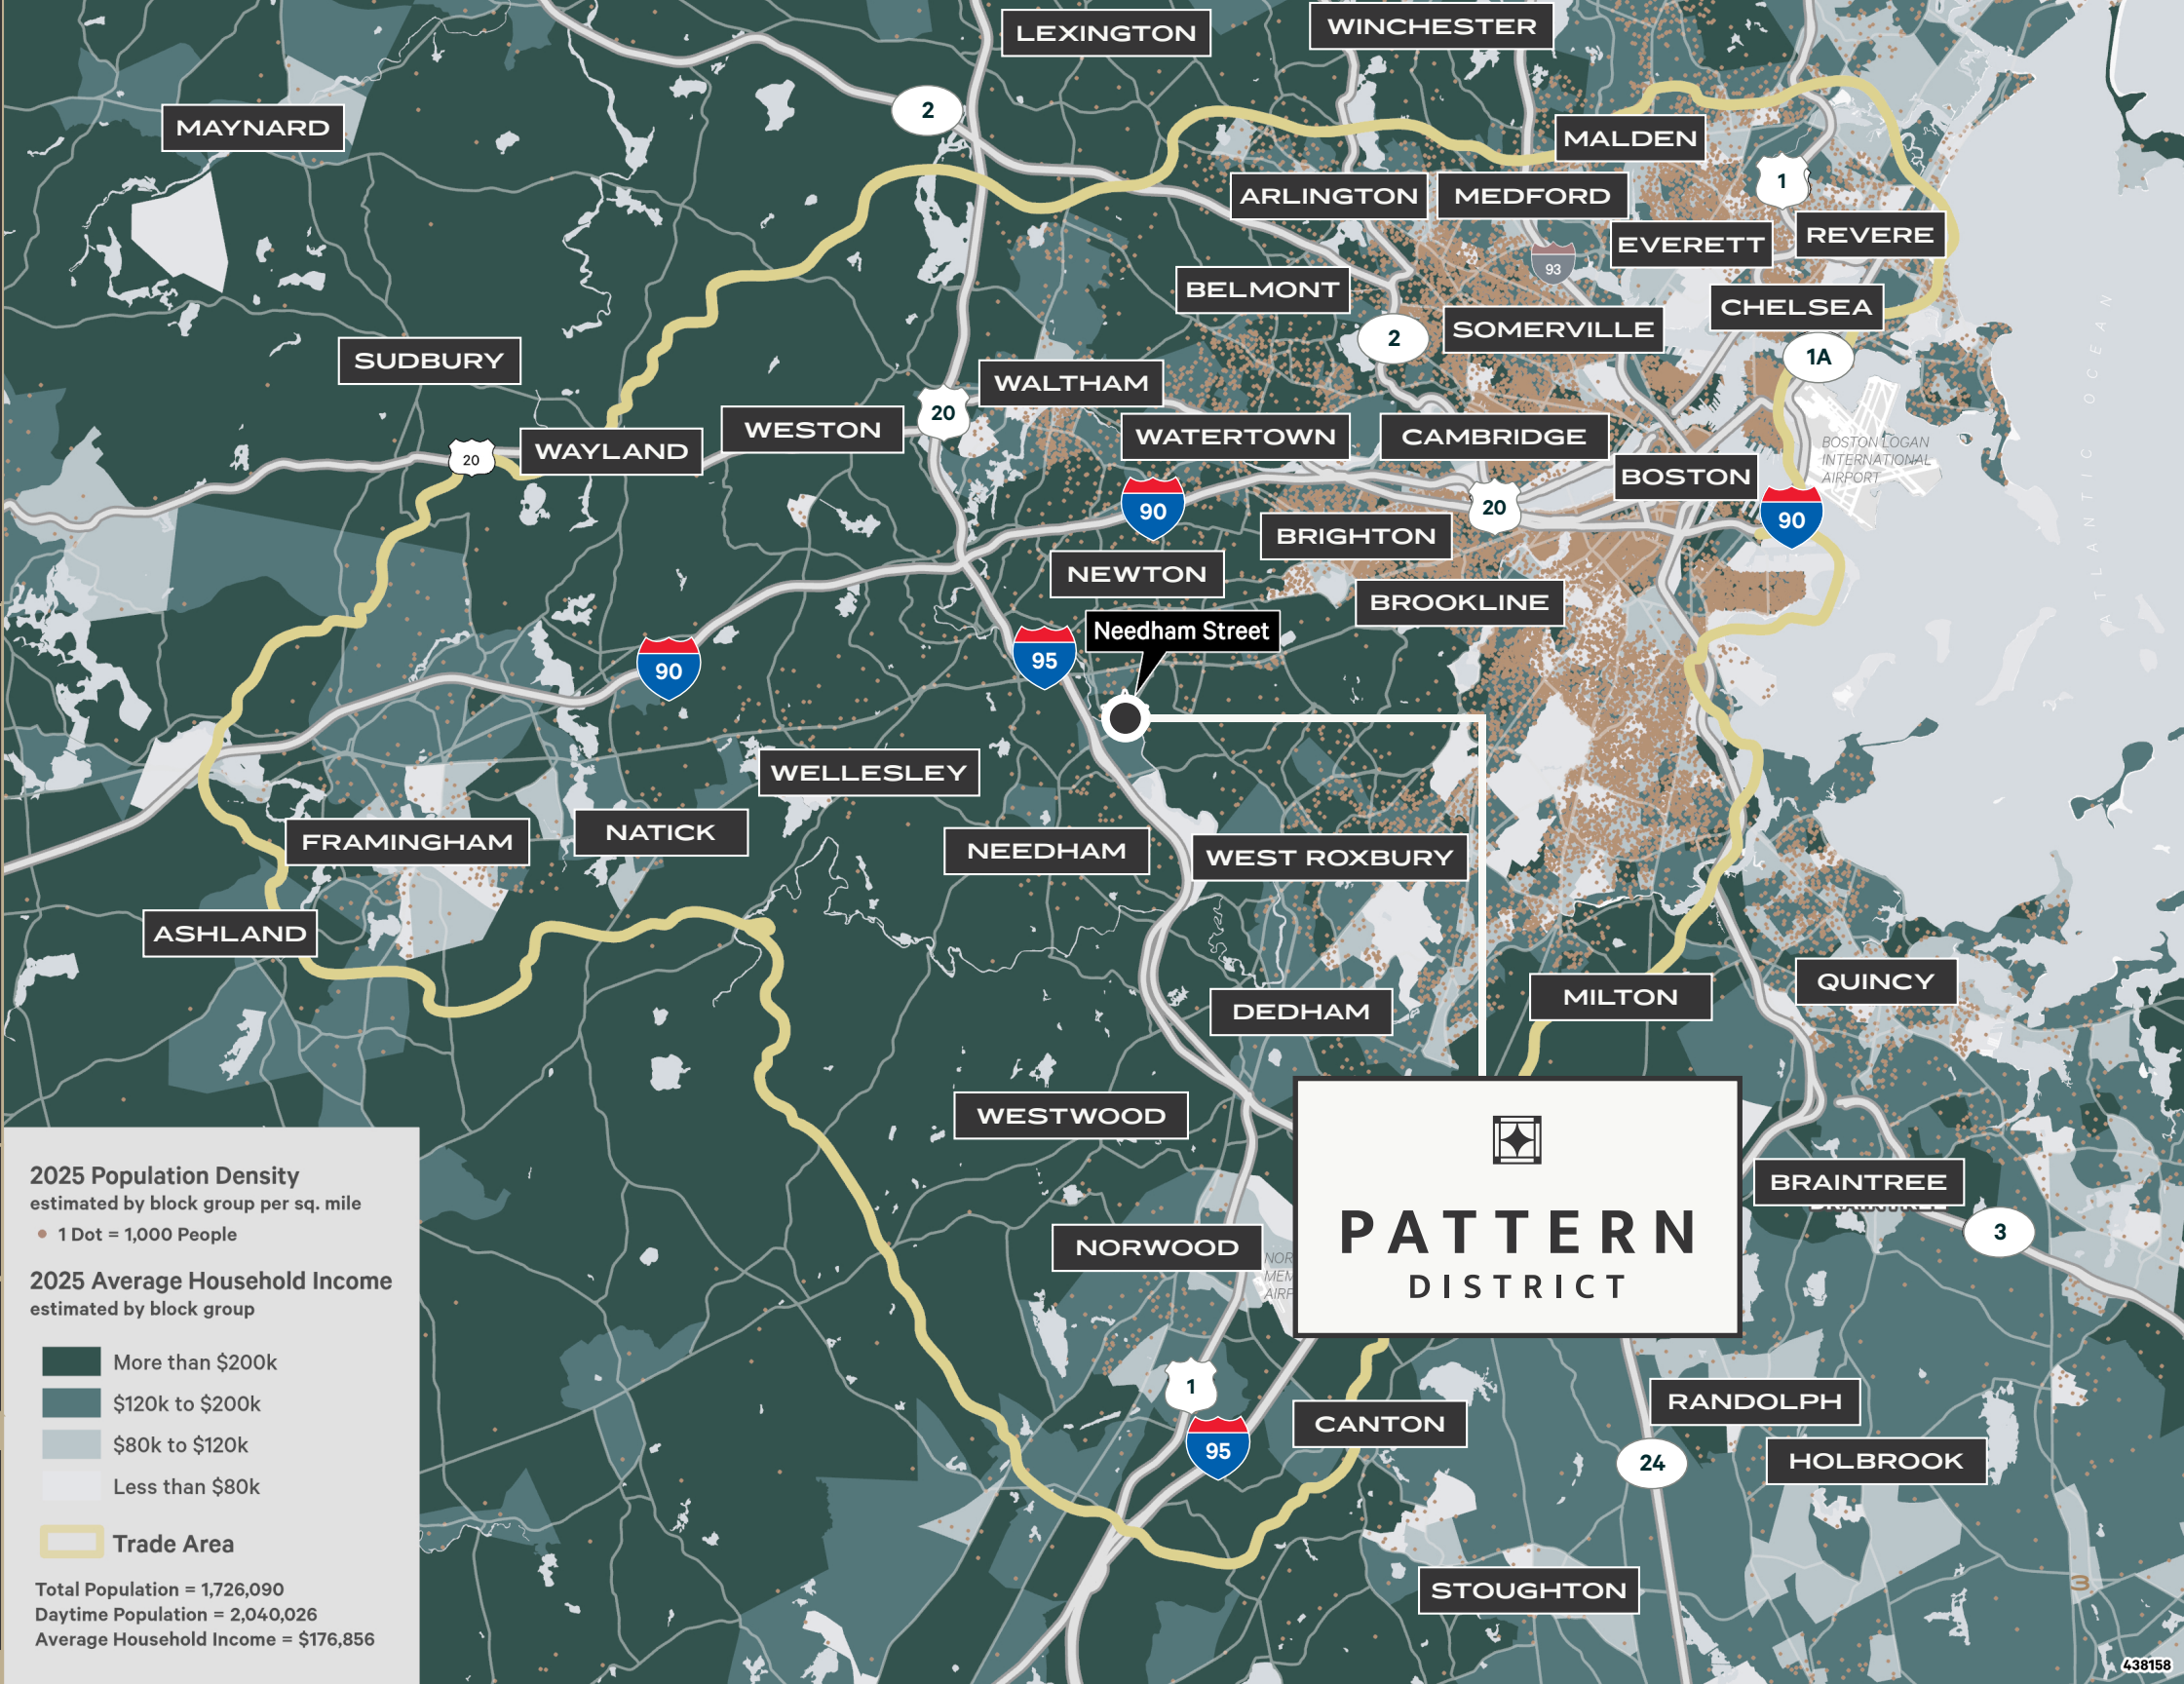 LEXINGTON
WINCHESTER
2
MAYNARD
MALDEN
1
ARLINGTON
MEDFORD
EVERETT
REVERE
93
BELMONT
CHELSEA
2
SOMERVILLE
1A
SUDBURY
WALTHAM
20
WESTON
WATERTOWN
CAMBRIDGE
20
WAYLAND
BOSTON LOGAN
INTERNATIONAL
AIRPORT
BOSTON
ATLANTIC OCEAN
90
20
90
BRIGHTON
NEWTON
BROOKLINE
Needham Street
95
90
WELLESLEY
FRAMINGHAM
NATICK
NEEDHAM
WEST ROXBURY
ASHLAND
QUINCY
MILTON
DEDHAM
WESTWOOD
BRAINTREE
PATTERN
DISTRICT
3
NORWOOD
NOR
MEM
AIRF
1
95
CANTON
RANDOLPH
24
HOLBROOK
STOUGHTON
3
2025 Population Density
estimated by block group per sq. mile
1 Dot = 1,000 People
2025 Average Household Income
estimated by block group
More than $200k
$120k to $200k
$80k to $120k
Less than $80k
Trade Area
Total Population = 1,726,090
Daytime Population = 2,040,026
Average Household Income = $176,856
438158